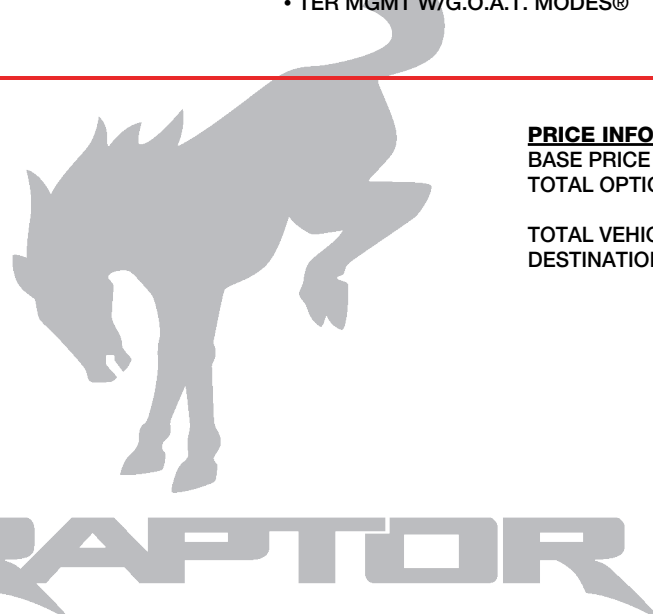 • TER MGMT W/G.O.A.T. MODES®
PRICE INFO
BASE PRICE
TOTAL OPTIO
TOTAL VEHIC
DESTINATION
RAPTOR